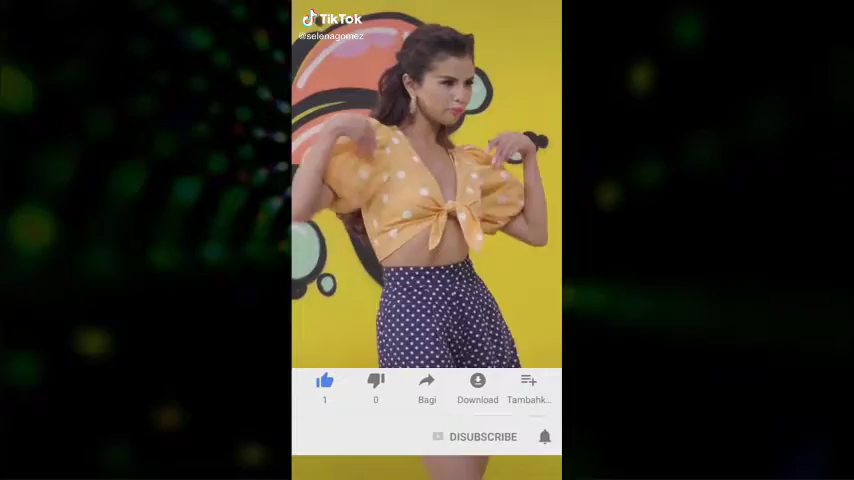 TikTok
@selenagomez
1 0 Bagi Download Tambahk...
DISUBSCRIBE